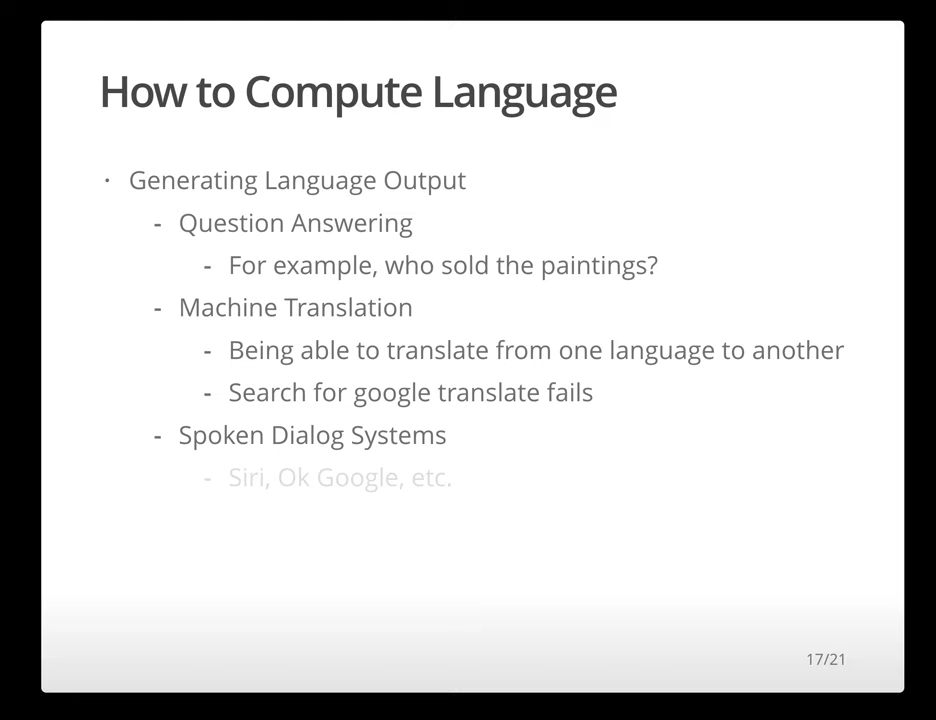 How to Compute Language
· Generating Language Output
- Question Answering
- For example, who sold the paintings?
- Machine Translation
- Being able to translate from one language to another
- Search for google translate fails
- Spoken Dialog Systems
- Siri, Ok Google, etc.
17/21